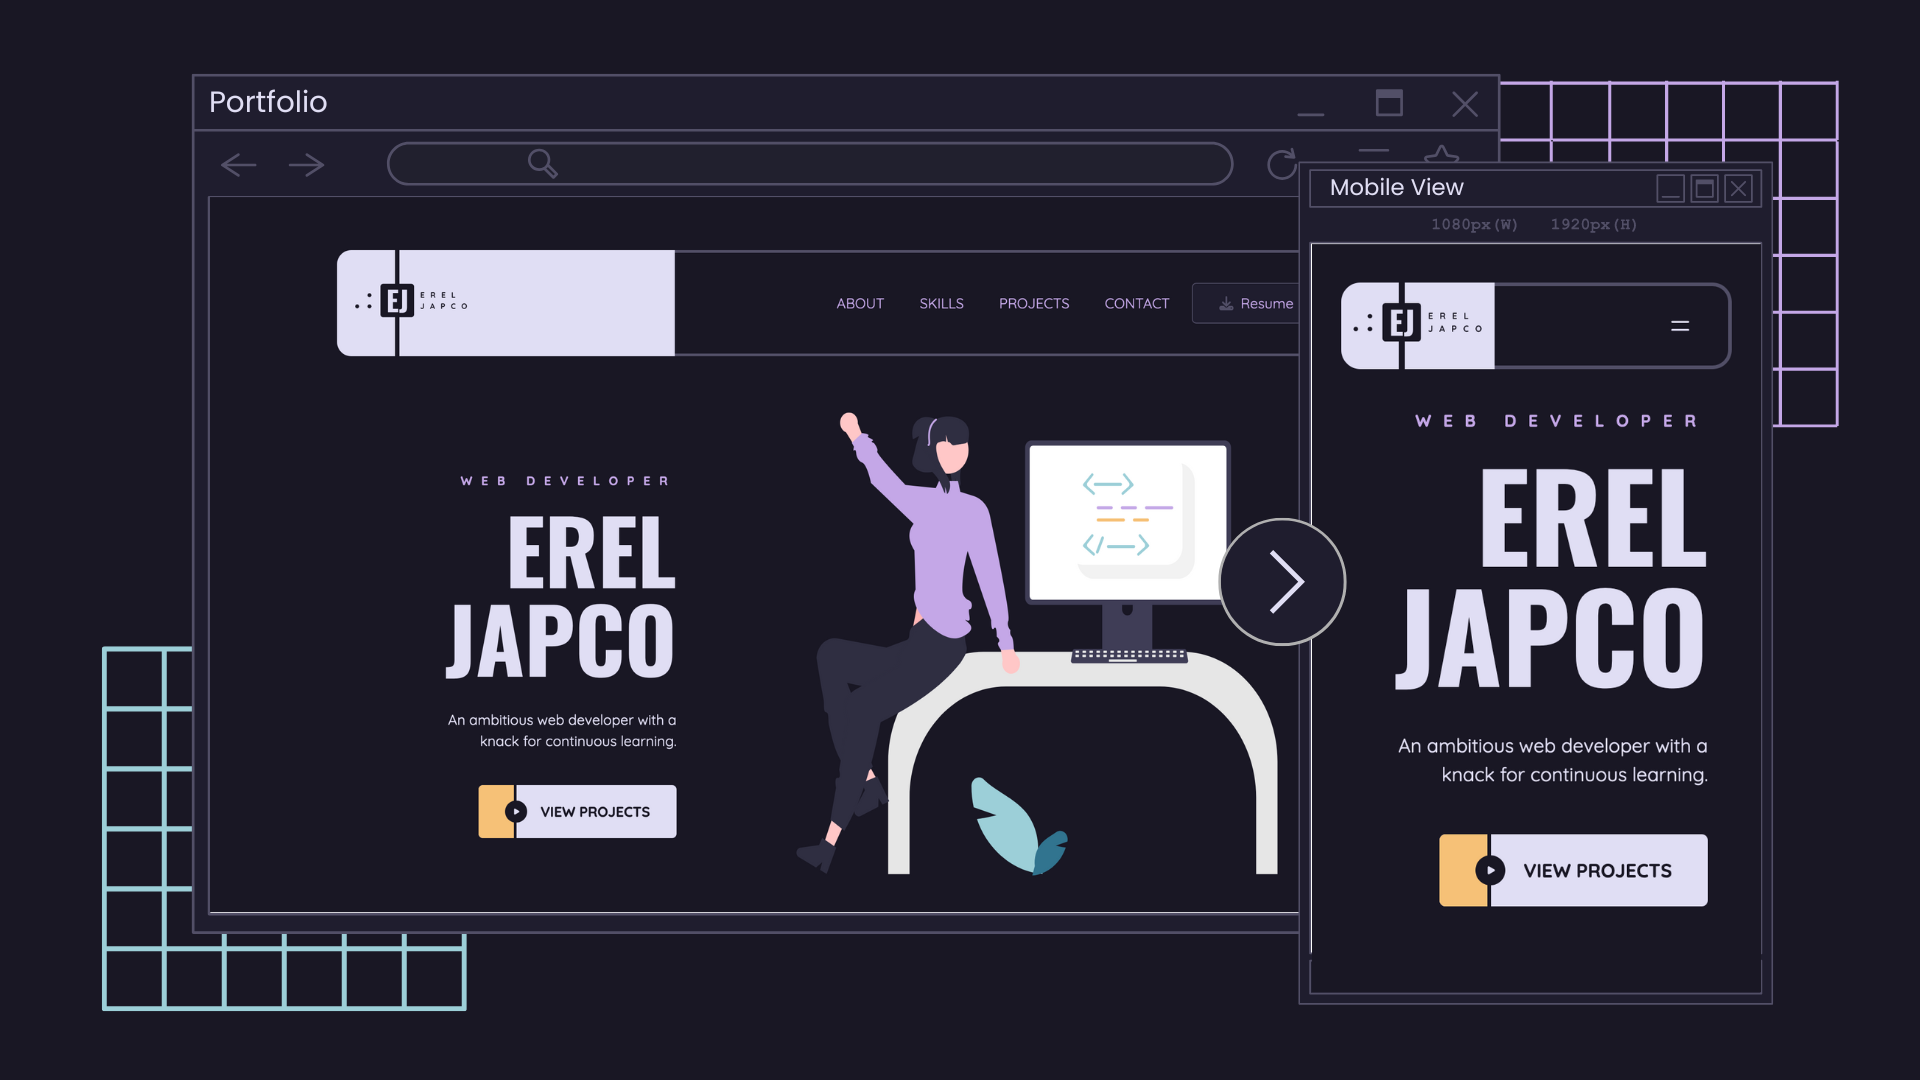 Portfolio
EJ
EREL
JAPCO
ABOUT SKILLS PROJECTS CONTACT Resume
WEB DEVELOPER
EREL
JAPCO
An ambitious web developer with a
knack for continuous learning.
VIEW PROJECTS
Mobile View
1080px(W) 1920px(H)
EJ
EREL
JAPCO
WEB DEVELOPER
EREL
JAPCO
An ambitious web developer with a
knack for continuous learning.
VIEW PROJECTS